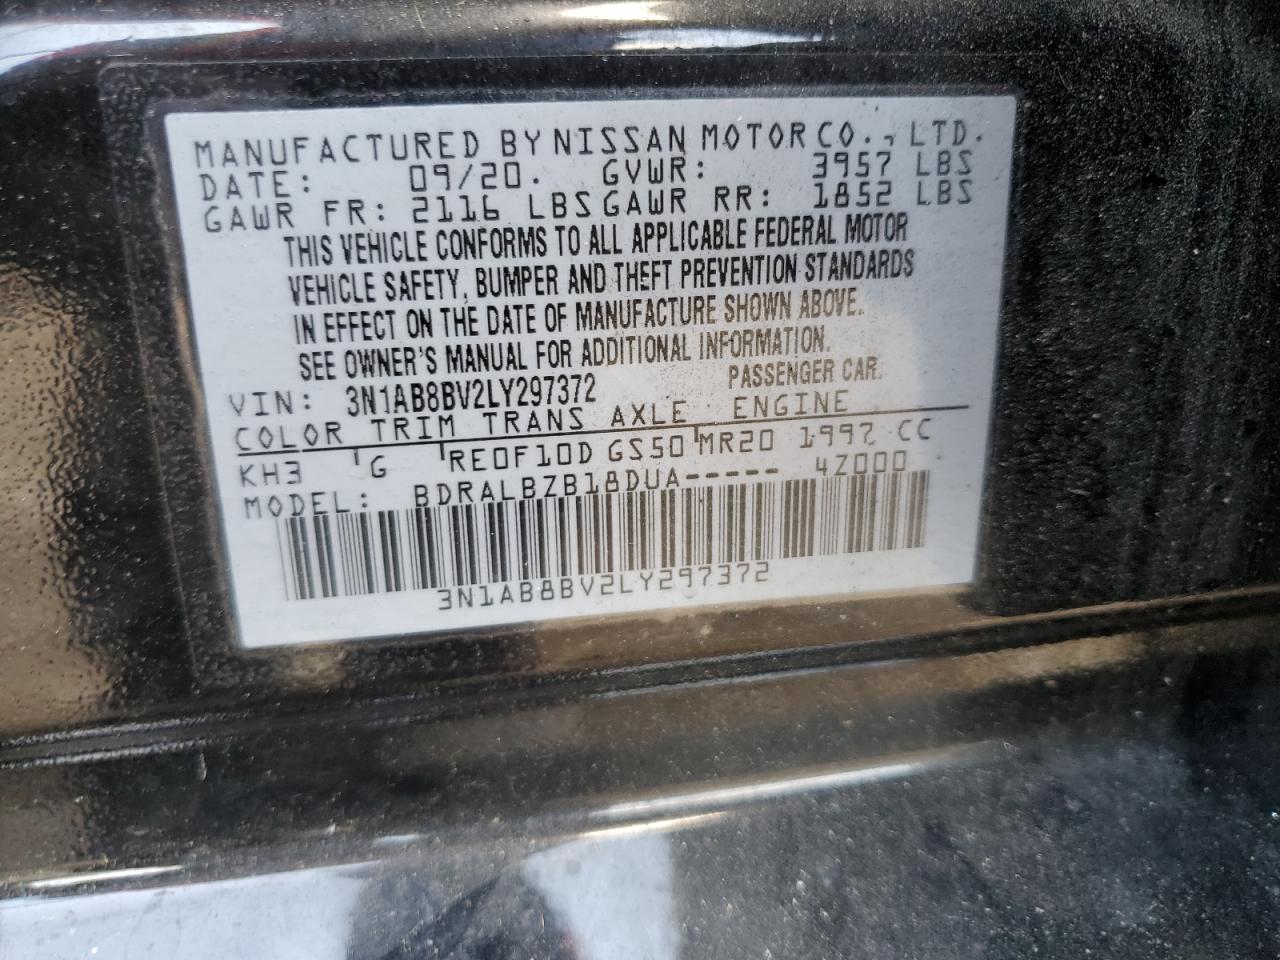 MANUFACTURED BY NISSAN MOTOR CO., LTD.
DATE: 09/20. GVWR: 3957 LBS
GAWR FR: 2116 LBS GAWR RR: 1852 LBS
THIS VEHICLE CONFORMS TO ALL APPLICABLE FEDERAL MOTOR
VEHICLE SAFETY, BUMPER AND THEFT PREVENTION STANDARDS
IN EFFECT ON THE DATE OF MANUFACTURE SHOWN ABOVE.
SEE OWNER'S MANUAL FOR ADDITIONAL INFORMATION.
VIN: 3N1AB8BV2LY297372 PASSENGER CAR
COLOR TRIM TRANS AXLE ENGINE
KH3 G RE0F10D GS50 MR20 1997 CC
MODEL: BDRALBZB18DUA----- 4Z000
3N1AB8BV2LY297372